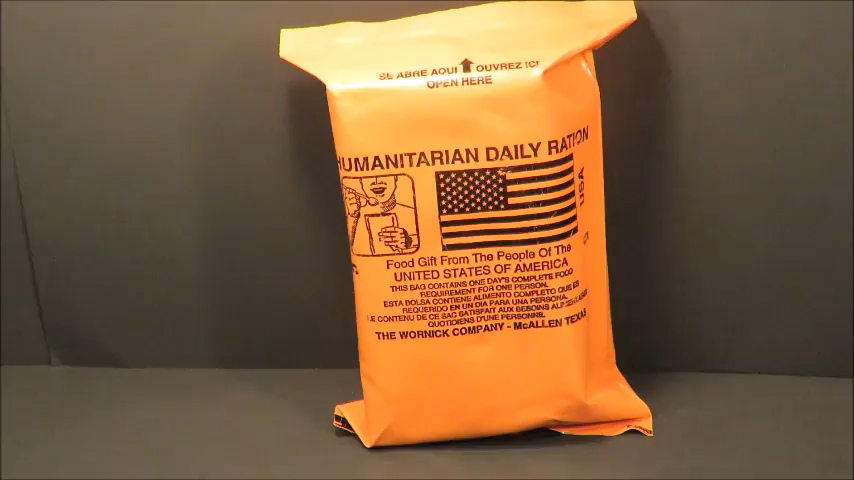 SE ABRE AQUI OUVREZ ICI
OPEN HERE
HUMANITARIAN DAILY RATION
USA
Food Gift From The People Of The
UNITED STATES OF AMERICA
THIS BAG CONTAINS ONE DAY'S COMPLETE FOOD
REQUIREMENT FOR ONE PERSON.
ESTA BOLSA CONTIENE ALIMENTO COMPLETO QUE ES
REQUERIDO EN UN DIA PARA UNA PERSONA.
LE CONTENU DE CE SAC SATISFAIT AUX BESOINS
QUOTIDIENS D'UNE PERSONNE.
THE WORNICK COMPANY - McALLEN TEXAS